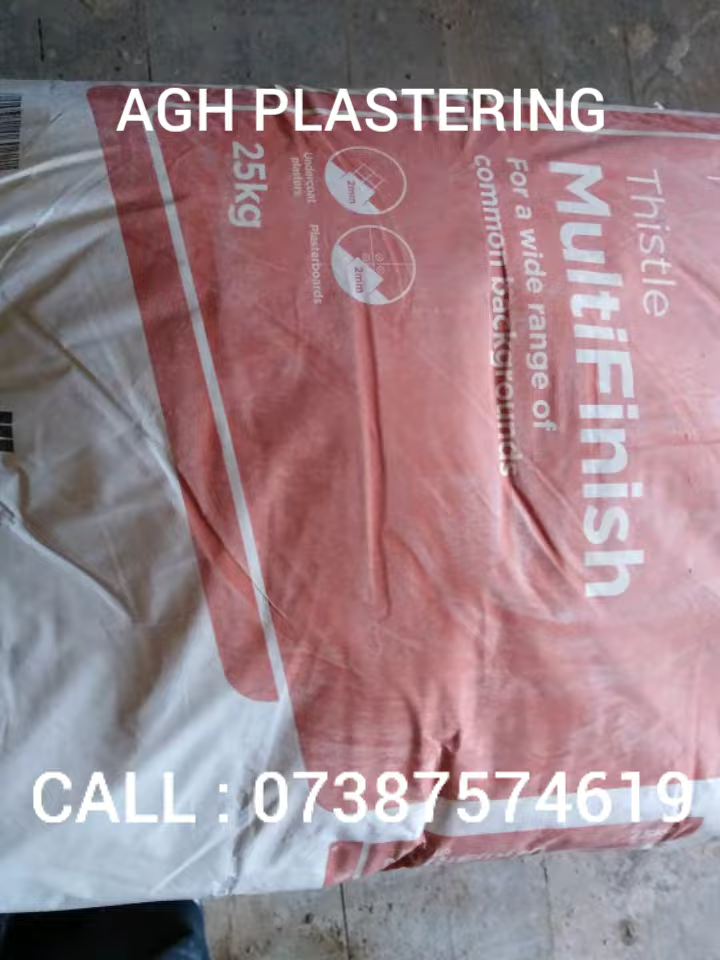 AGH PLASTERING
Thistle
MultiFinish
For a wide range of
common backgrounds
2mm
Undercoat
plasters
2mm
Plasterboards
25kg
CALL : 07387574619